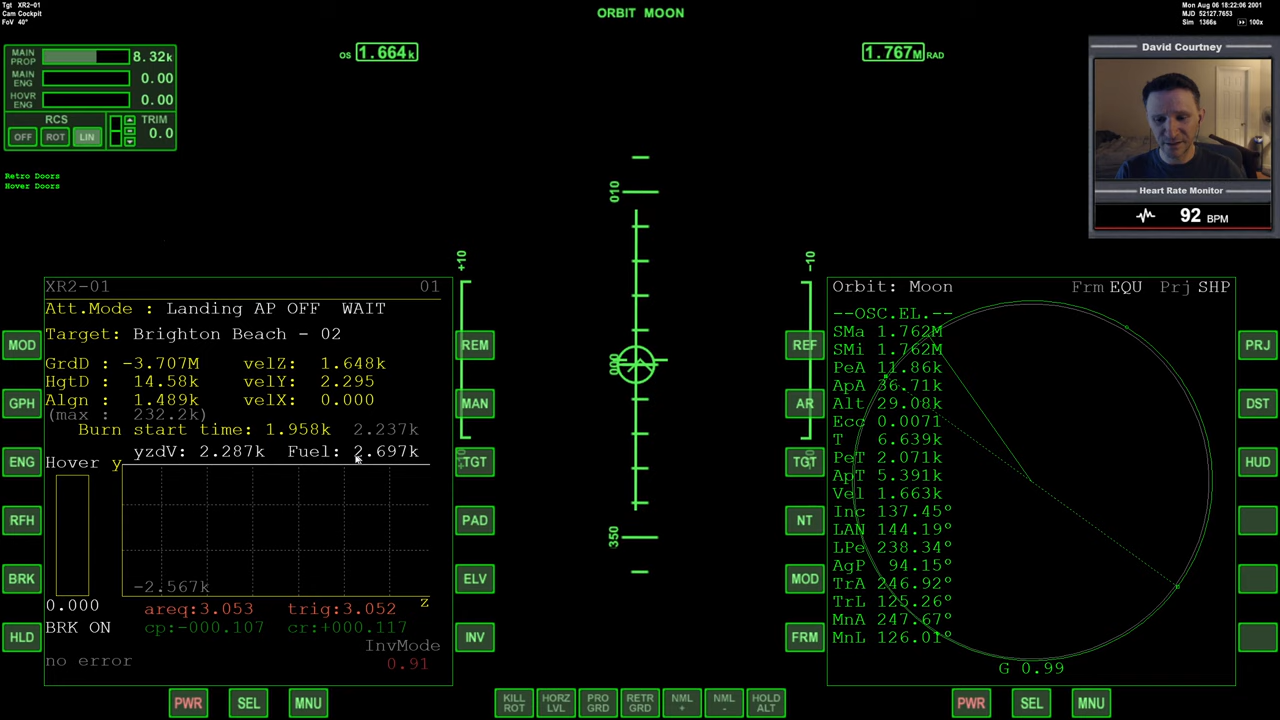 Tgt XR2-01
Cam Cockpit
FoV 40°
ORBIT MOON
Mon Aug 06 18:22:06 2001
MJD 52127.7653
Sim 1366s >> 100x
MAIN PROP 8.32k
MAIN ENG 0.00
HOVR ENG 0.00
RCS TRIM
OFF ROT LIN 0.0
Retro Doors
Hover Doors
OS 1.664k
1.767M RAD
David Courtney
Heart Rate Monitor
92 BPM
010
000
350
+10
-10
XR2-01 01
Att.Mode : Landing AP OFF WAIT
Target: Brighton Beach - 02
GrdD : -3.707M velZ: 1.648k
HgtD : 14.58k velY: 2.295
Algn : 1.489k velX: 0.000
(max : 232.2k)
Burn start time: 1.958k 2.237k
yzdV: 2.287k Fuel: 2.697k
Hover y
-2.567k
z
0.000
areq:3.053 trig:3.052
BRK ON cp:-000.107 cr:+000.117
InvMode
no error 0.91
MOD
GPH
ENG
RFH
BRK
HLD
REM
MAN
TGT
PAD
ELV
INV
PWR SEL MNU
KILL ROT
HORZ LVL
PRO GRD
RETR GRD
NML +
NML -
HOLD ALT
Orbit: Moon Frm EQU Prj SHP
--OSC.EL.--
SMa 1.762M
SMi 1.762M
PeA 11.86k
ApA 36.71k
Alt 29.08k
Ecc 0.0071
T 6.639k
PeT 2.071k
ApT 5.391k
Vel 1.663k
Inc 137.45°
LAN 144.19°
LPe 238.34°
AgP 94.15°
TrA 246.92°
TrL 125.26°
MnA 247.67°
MnL 126.01°
G 0.99
REF
AR
TGT
NT
MOD
FRM
PRJ
DST
HUD
PWR SEL MNU